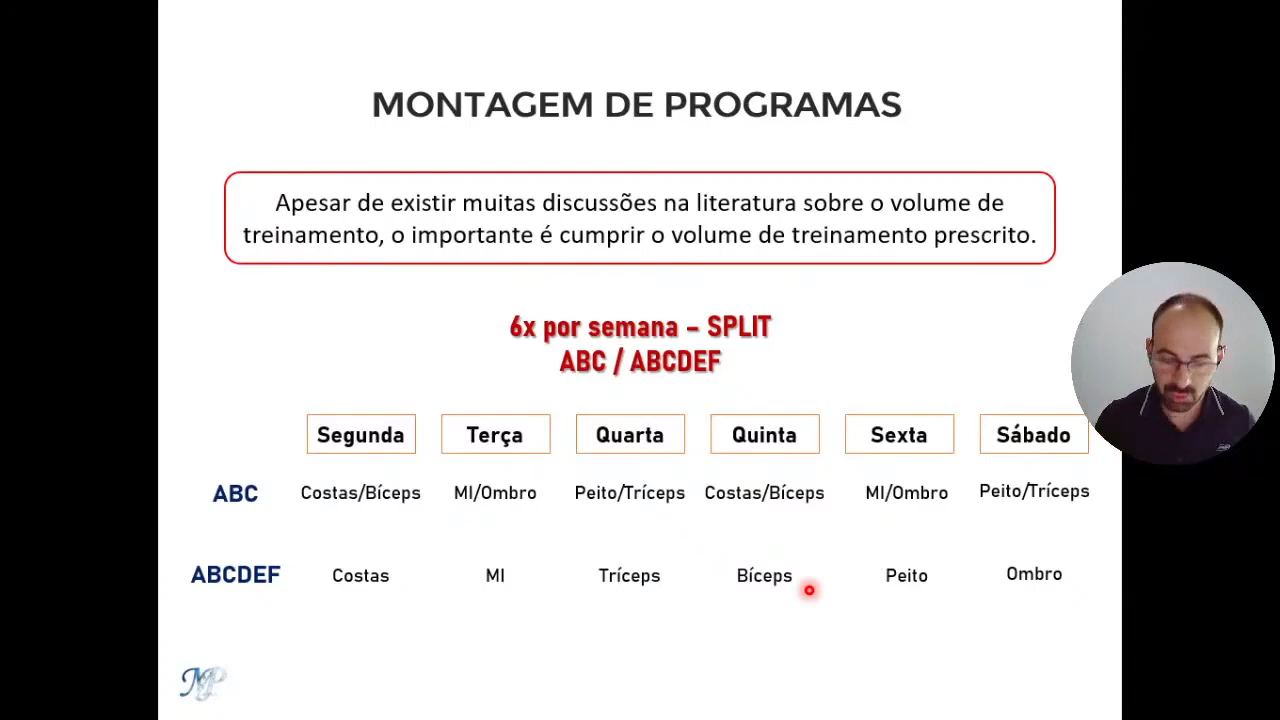 MONTAGEM DE PROGRAMAS
Apesar de existir muitas discussões na literatura sobre o volume de
treinamento, o importante é cumprir o volume de treinamento prescrito.
6x por semana – SPLIT
ABC / ABCDEF
Segunda Terça Quarta Quinta Sexta Sábado
ABC Costas/Bíceps MI/Ombro Peito/Tríceps Costas/Bíceps MI/Ombro Peito/Tríceps
ABCDEF Costas MI Tríceps Bíceps Peito Ombro
MP